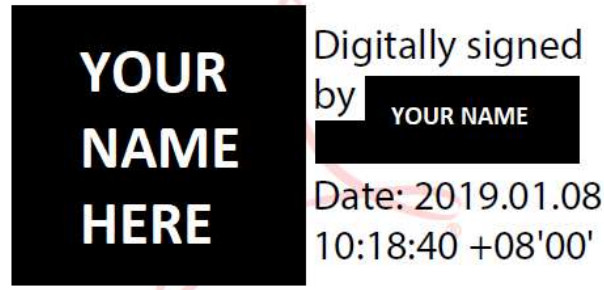 YOUR
NAME
HERE
Digitally signed
by YOUR NAME
Date: 2019.01.08
10:18:40 +08'00'